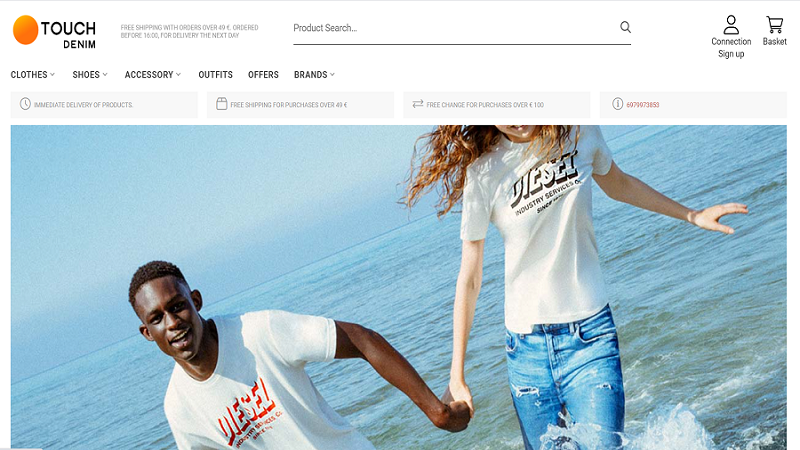 TOUCH
DENIM
FREE SHIPPING WITH ORDERS OVER 49 €. ORDERED
BEFORE 16:00, FOR DELIVERY THE NEXT DAY
Product Search...
Connection
Sign up
Basket
CLOTHES
SHOES
ACCESSORY
OUTFITS
OFFERS
BRANDS
IMMEDIATE DELIVERY OF PRODUCTS.
FREE SHIPPING FOR PURCHASES OVER 49 €
FREE CHANGE FOR PURCHASES OVER € 100
6979973853
DIESEL
INDUSTRY SERVICES CO.
SINCE
DIESEL
INDUSTRY SERVICES CO.
SINCE